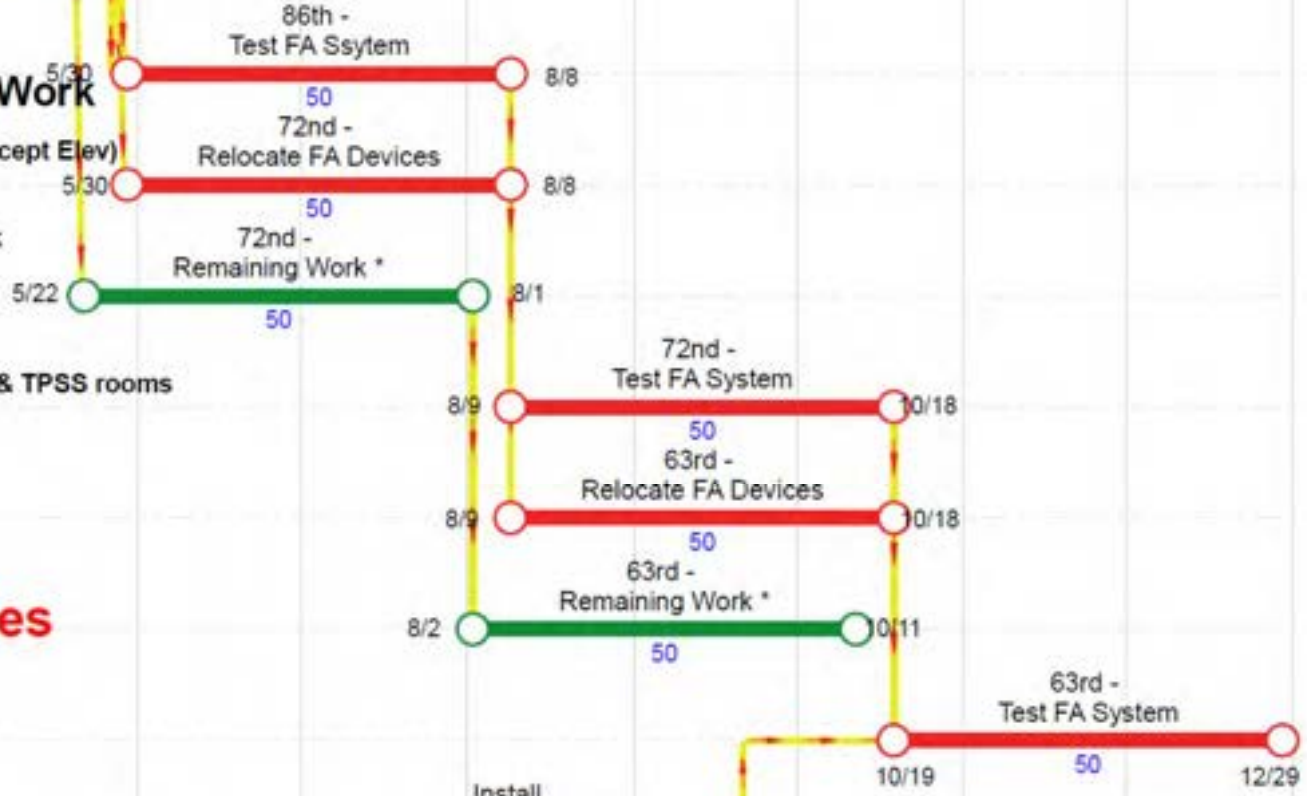 86th -
Test FA Ssytem
5/30
8/8
Work
50
72nd -
cept Elev)
Relocate FA Devices
5/30
8/8
50
72nd -
Remaining Work *
5/22
8/1
50
72nd -
& TPSS rooms
Test FA System
8/9
10/18
50
63rd -
Relocate FA Devices
8/9
10/18
50
63rd -
Remaining Work *
es
8/2
10/11
50
63rd -
Test FA System
50
10/19
12/29
Install